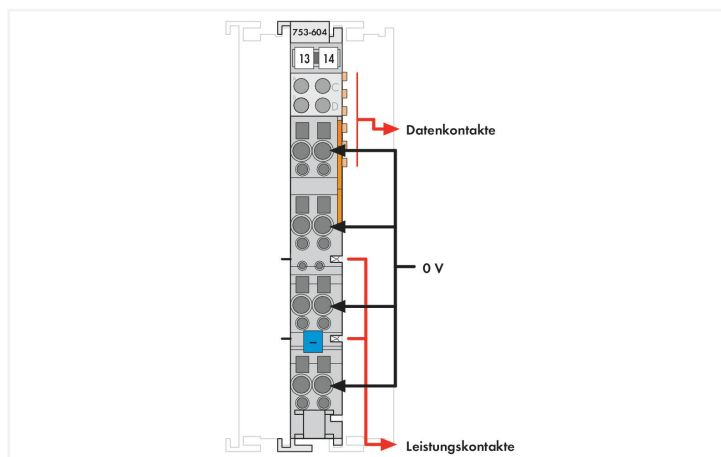 753-604
13 14
C
D
Datenkontakte
0 V
–
Leistungskontakte